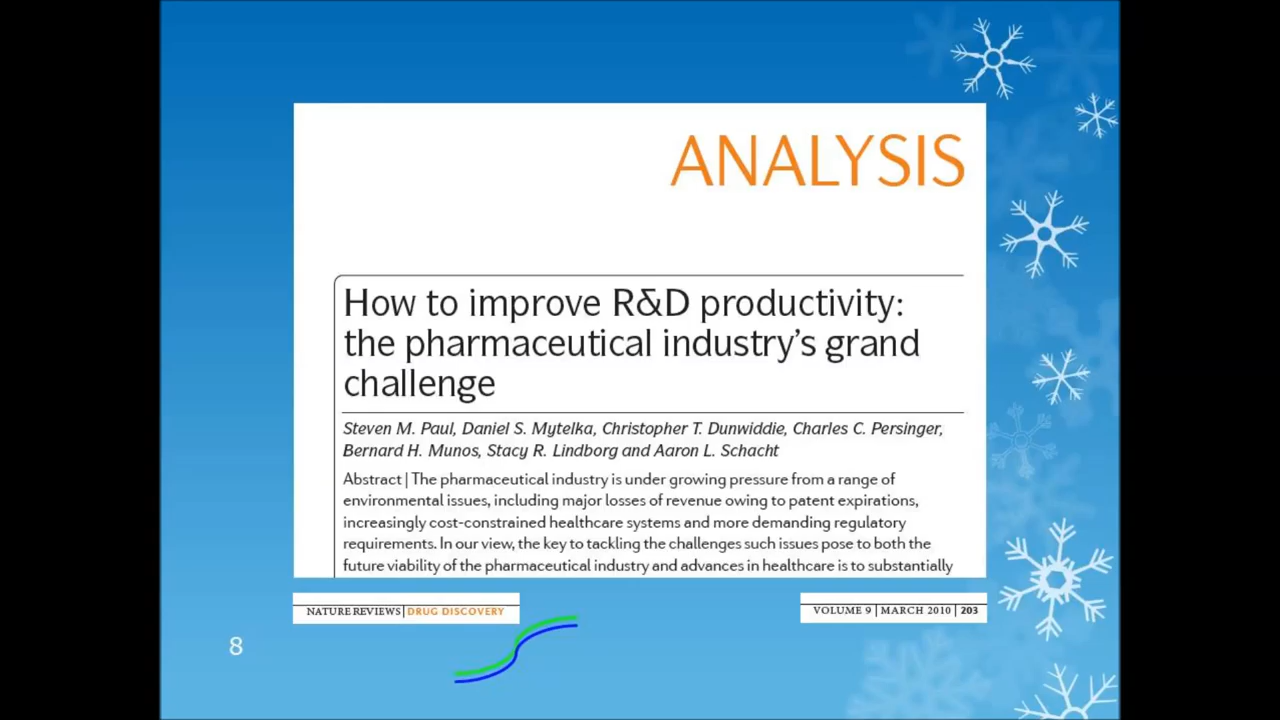 ANALYSIS
How to improve R&D productivity:
the pharmaceutical industry’s grand
challenge
Steven M. Paul, Daniel S. Mytelka, Christopher T. Dunwiddie, Charles C. Persinger,
Bernard H. Munos, Stacy R. Lindborg and Aaron L. Schacht
Abstract | The pharmaceutical industry is under growing pressure from a range of
environmental issues, including major losses of revenue owing to patent expirations,
increasingly cost-constrained healthcare systems and more demanding regulatory
requirements. In our view, the key to tackling the challenges such issues pose to both the
future viability of the pharmaceutical industry and advances in healthcare is to substantially
NATURE REVIEWS | DRUG DISCOVERY
VOLUME 9 | MARCH 2010 | 203
8